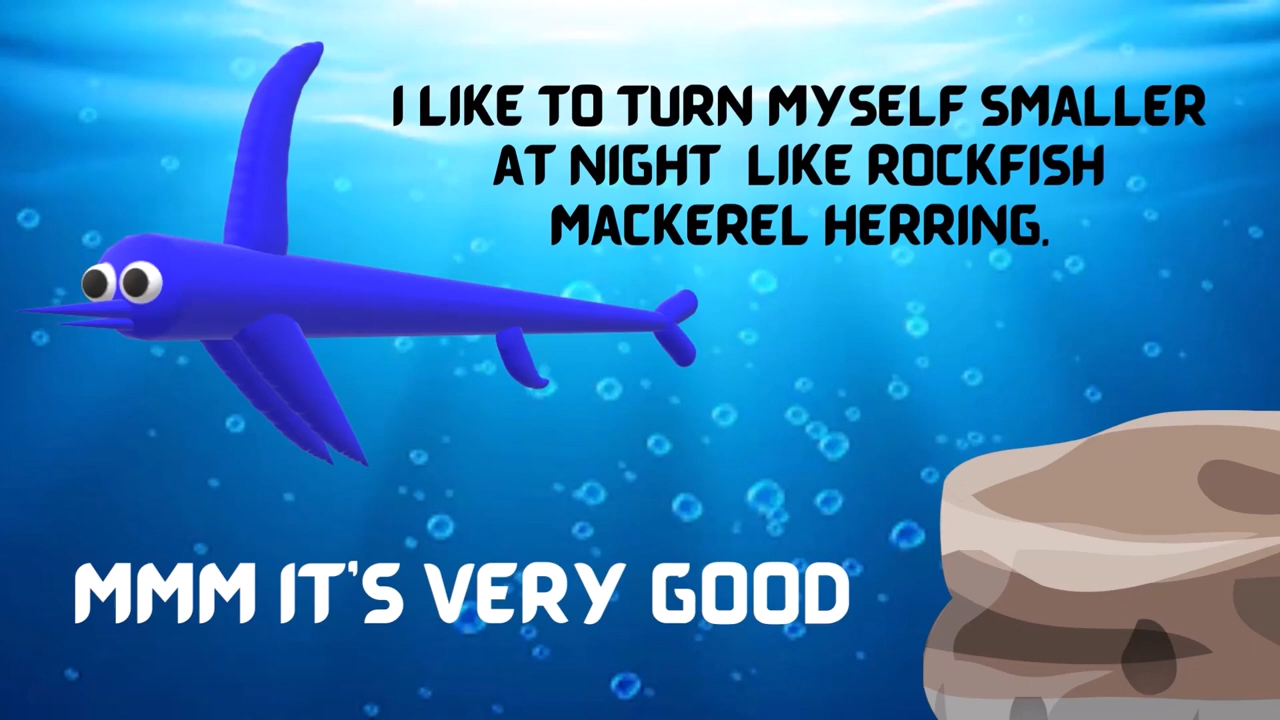 I LIKE TO TURN MYSELF SMALLER
AT NIGHT LIKE ROCKFISH
MACKEREL HERRING.
MMM IT'S VERY GOOD